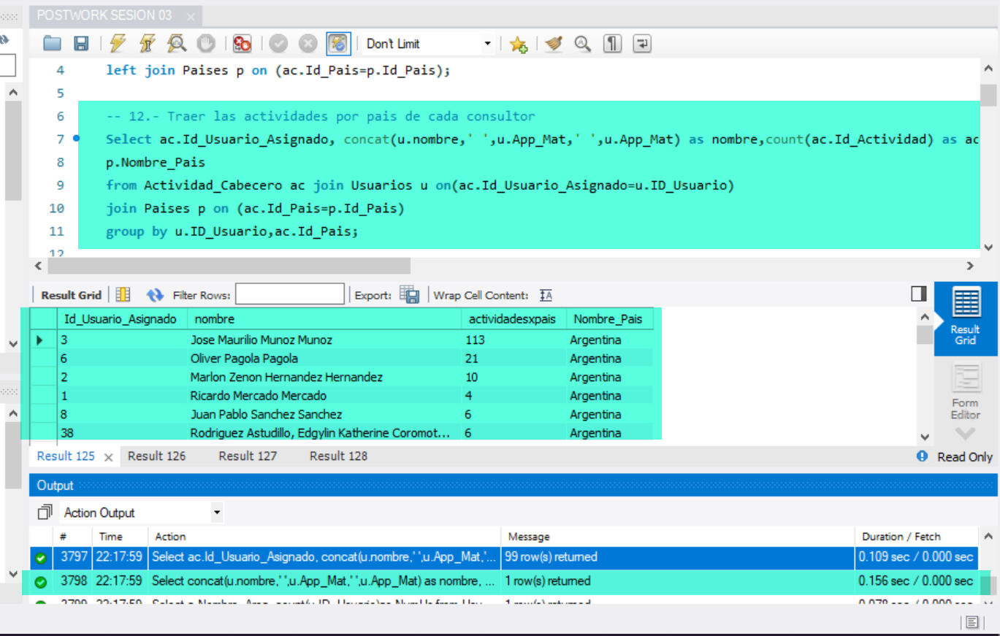 POSTWORK SESION 03
Don't Limit
4 left join Paises p on (ac.Id_Pais=p.Id_Pais);
5
6 -- 12.- Traer las actividades por pais de cada consultor
7 Select ac.Id_Usuario_Asignado, concat(u.nombre,' ',u.App_Mat,' ',u.App_Mat) as nombre,count(ac.Id_Actividad) as ac
8 p.Nombre_Pais
9 from Actividad_Cabecero ac join Usuarios u on(ac.Id_Usuario_Asignado=u.ID_Usuario)
10 join Paises p on (ac.Id_Pais=p.Id_Pais)
11 group by u.ID_Usuario,ac.Id_Pais;
12
Result Grid Filter Rows: Export: Wrap Cell Content:
Id_Usuario_Asignado nombre actividadesxpais Nombre_Pais
3 Jose Maurilio Munoz Munoz 113 Argentina
6 Oliver Pagola Pagola 21 Argentina
2 Marlon Zenon Hernandez Hernandez 10 Argentina
1 Ricardo Mercado Mercado 4 Argentina
8 Juan Pablo Sanchez Sanchez 6 Argentina
38 Rodriguez Astudillo, Edgylin Katherine Coromot... 6 Argentina
Result
Grid
Form
Editor
Result 125 Result 126 Result 127 Result 128 Read Only
Output
Action Output
# Time Action Message Duration / Fetch
3797 22:17:59 Select ac.Id_Usuario_Asignado, concat(u.nombre,' ',u.App_Mat,'... 99 row(s) returned 0.109 sec / 0.000 sec
3798 22:17:59 Select concat(u.nombre,' ',u.App_Mat,' ',u.App_Mat) as nombre, ... 1 row(s) returned 0.156 sec / 0.000 sec